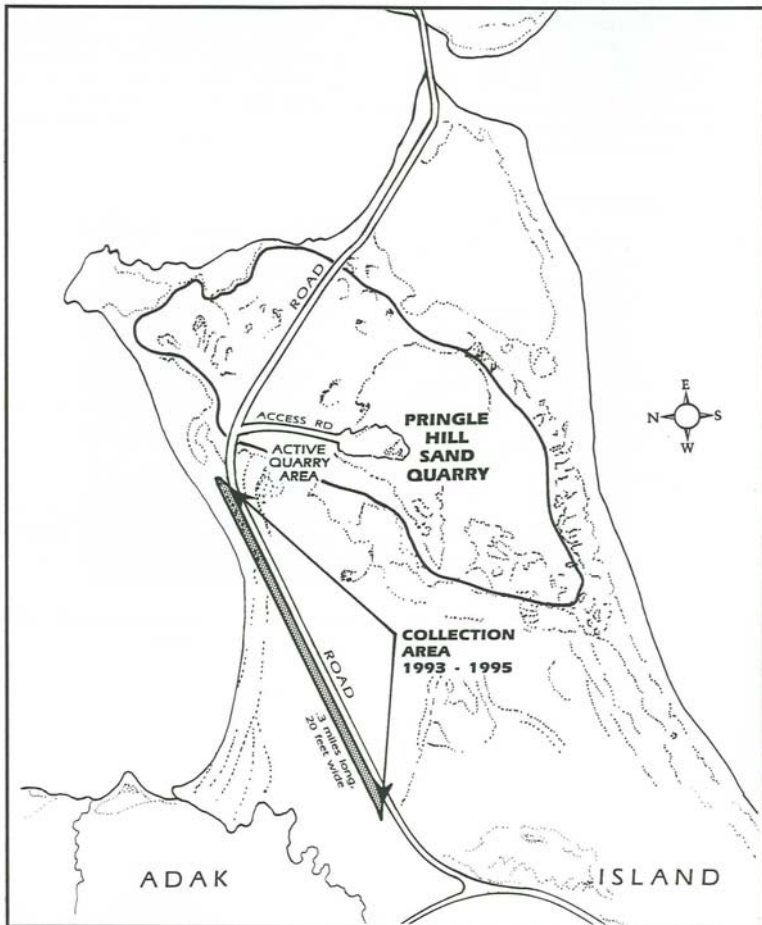 ROAD
ACCESS RD
PRINGLE
HILL
SAND
QUARRY
ACTIVE
QUARRY
AREA
E
N
S
W
COLLECTION
AREA
1993 - 1995
ROAD
.3 miles long,
20 feet wide
ADAK
ISLAND